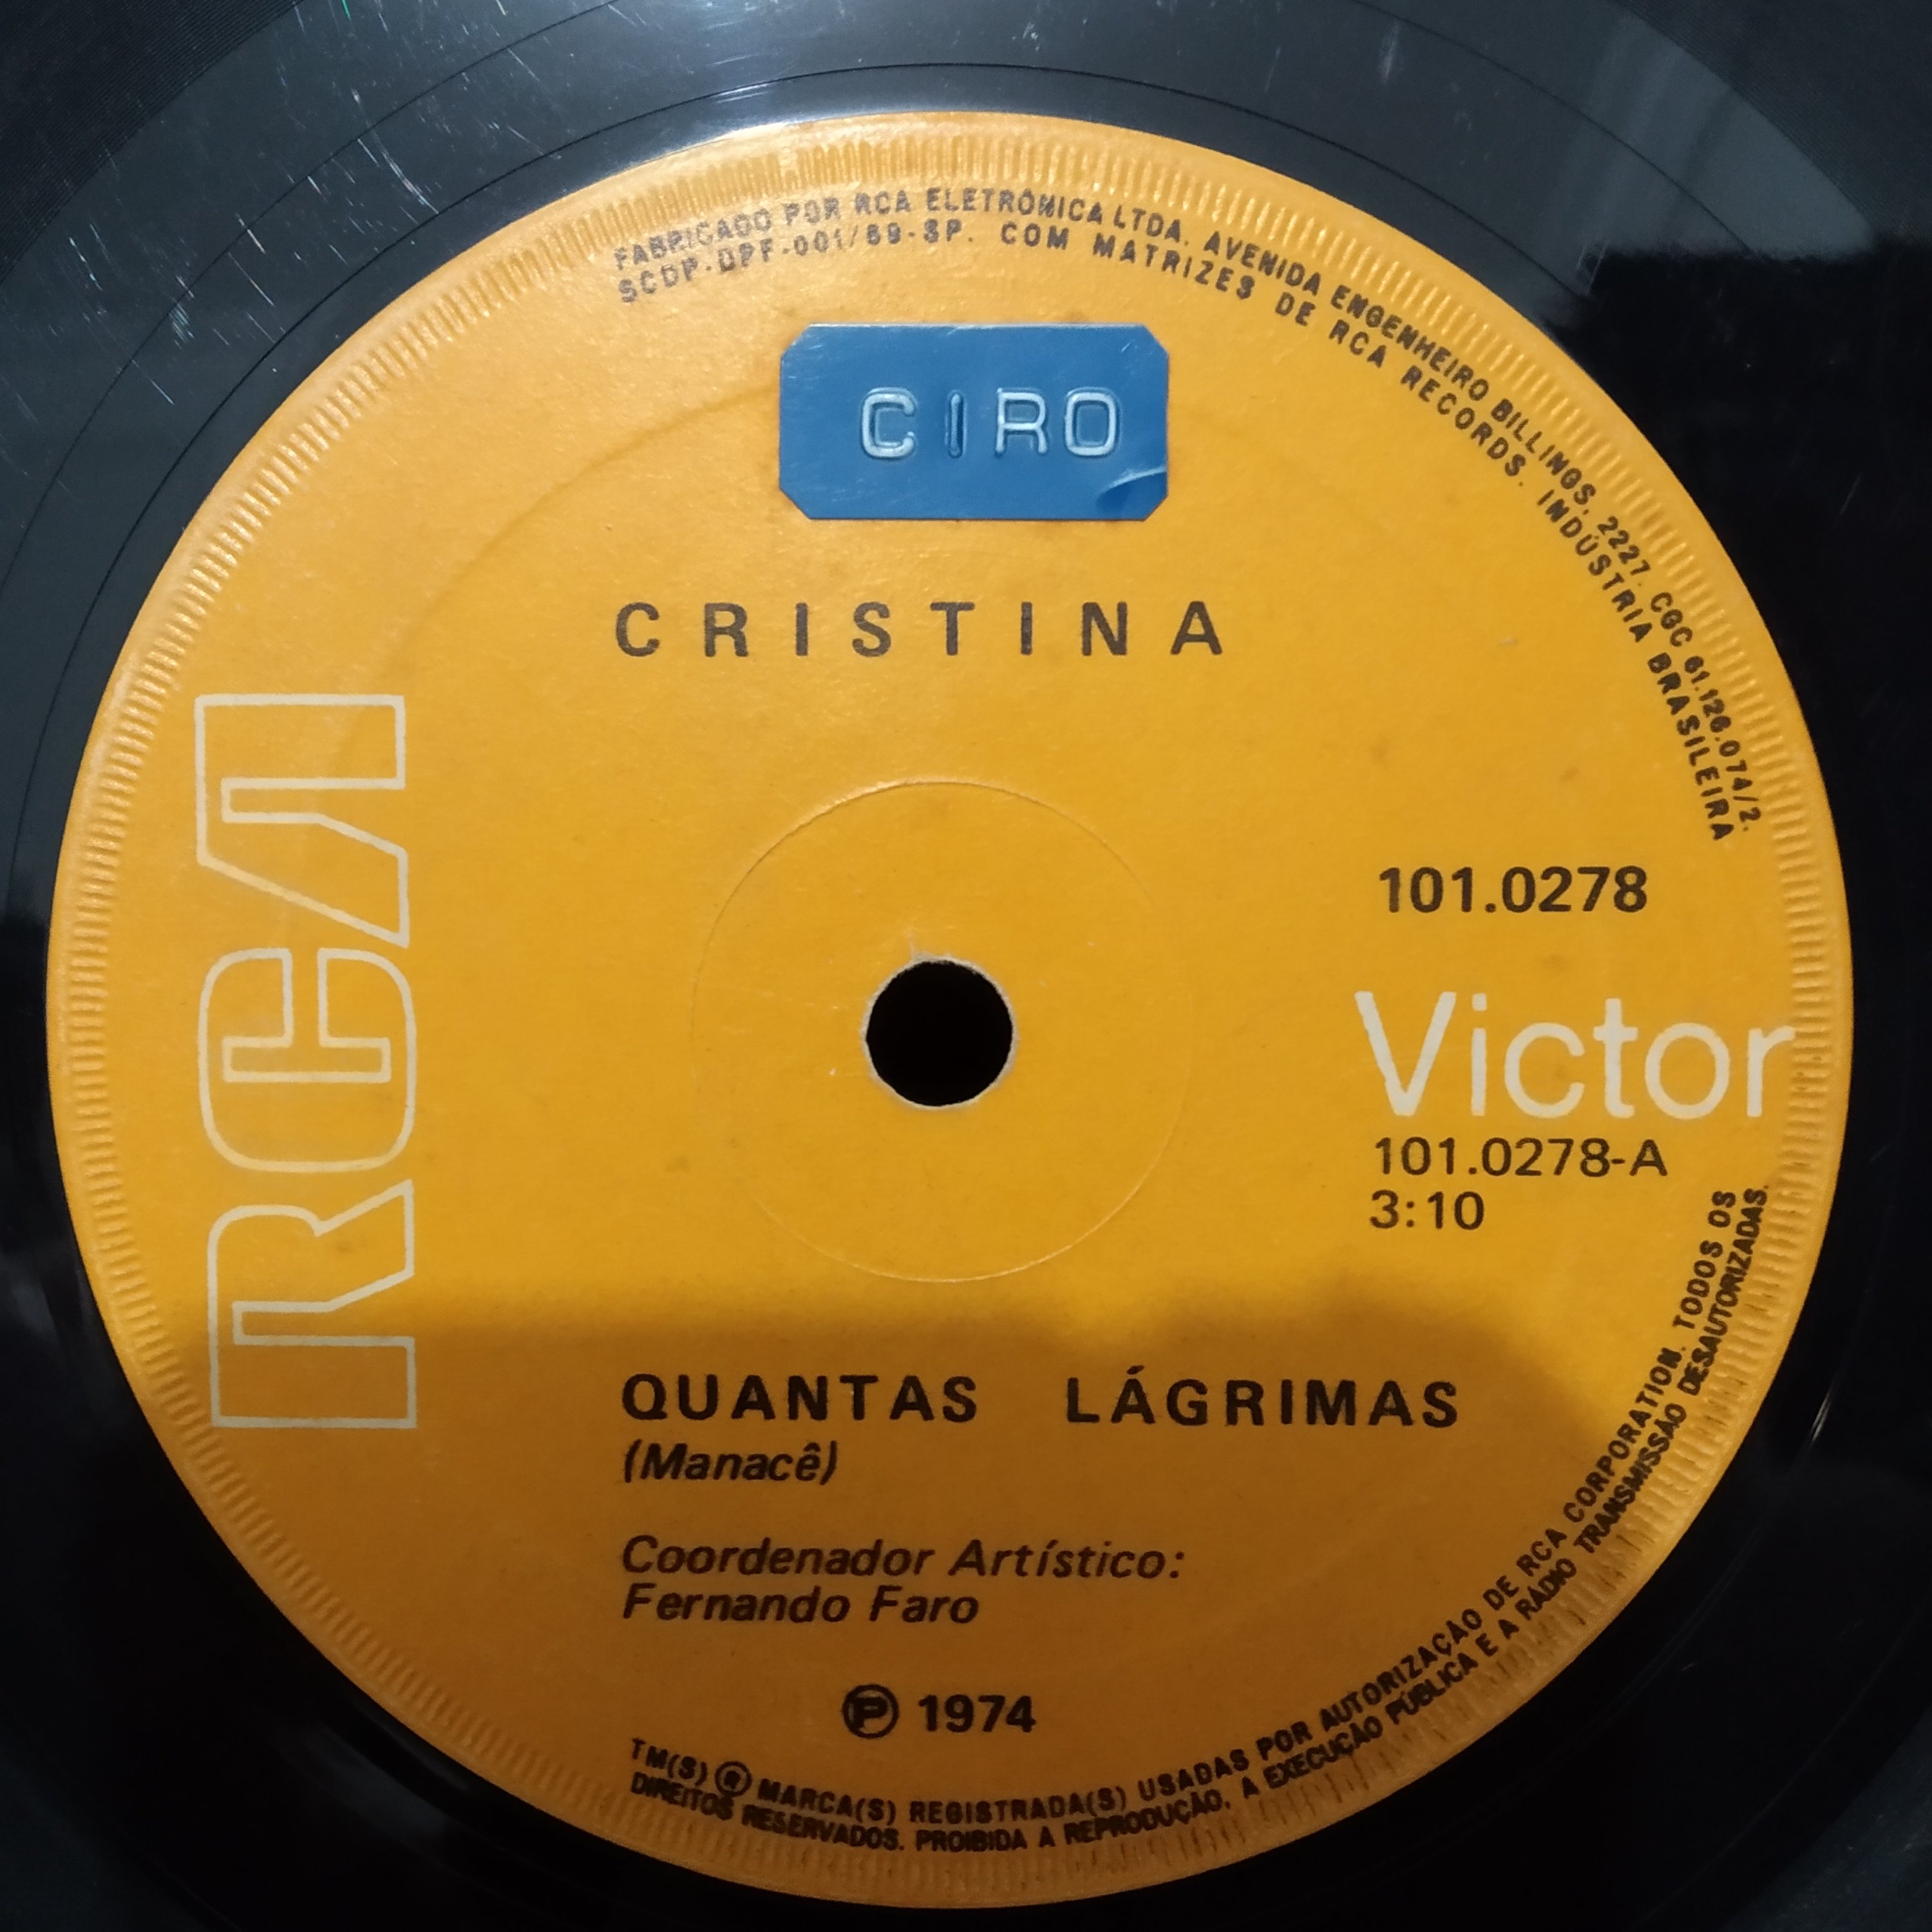 FABRICADO POR RCA ELETRÔNICA LTDA. AVENIDA ENGENHEIRO BILLINGS, 2227. CGC 61.126.074/2.
SCDP-DPF-001/69-SP. COM MATRIZES DE RCA RECORDS. INDÚSTRIA BRASILEIRA
CIRO
CRISTINA
RCA
101.0278
Victor
101.0278-A
3:10
QUANTAS LÁGRIMAS
(Manacê)
Coordenador Artístico:
Fernando Faro
℗ 1974
TM(S) ® MARCA(S) REGISTRADA(S) USADAS POR AUTORIZAÇÃO DE RCA CORPORATION. TODOS OS
DIREITOS RESERVADOS. PROIBIDA A REPRODUÇÃO, A EXECUÇÃO PÚBLICA E A RÁDIO TRANSMISSÃO DESAUTORIZADAS.